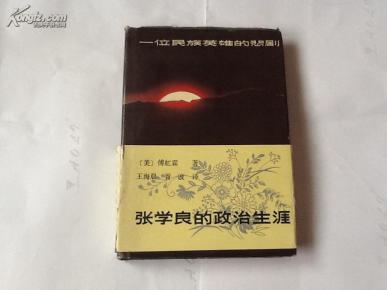 一位民族英雄的悲剧
〔美〕傅虹霖 著
王海晨 胥波 译
张学良的政治生涯